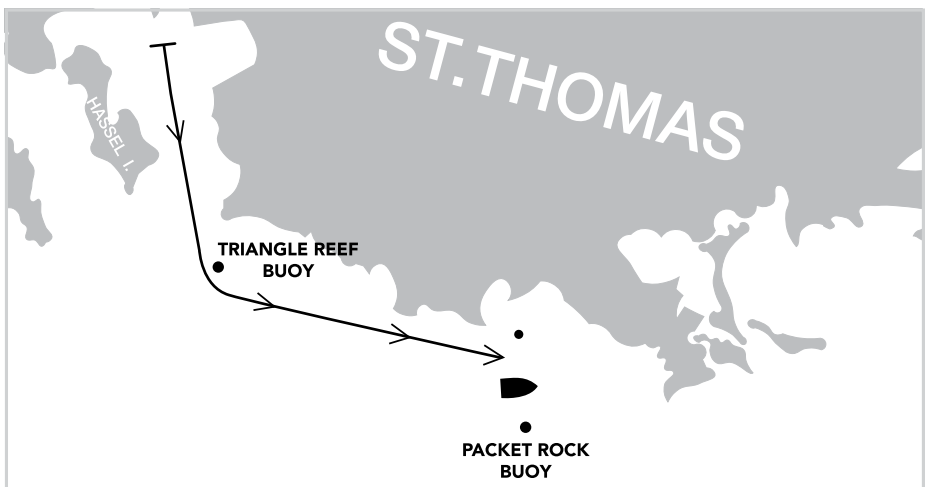 ST. THOMAS
HASSEL I.
TRIANGLE REEF
BUOY
PACKET ROCK
BUOY